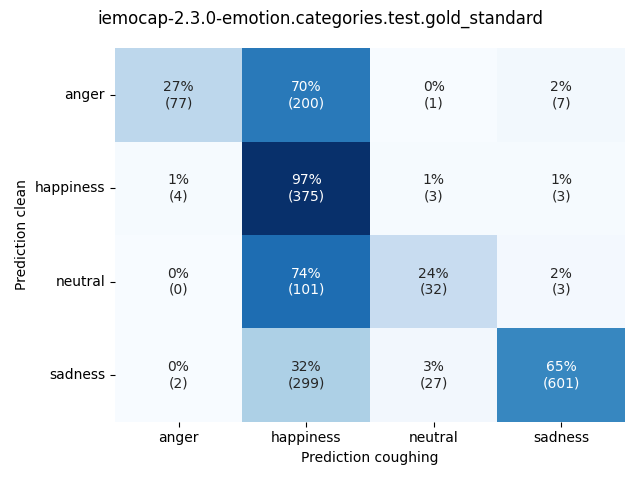 iemocap-2.3.0-emotion.categories.test.gold_standard
anger
27%
(77)
70%
(200)
0%
(1)
2%
(7)
happiness
1%
(4)
97%
(375)
1%
(3)
1%
(3)
neutral
0%
(0)
74%
(101)
24%
(32)
2%
(3)
sadness
0%
(2)
32%
(299)
3%
(27)
65%
(601)
Prediction clean
anger
happiness
neutral
sadness
Prediction coughing